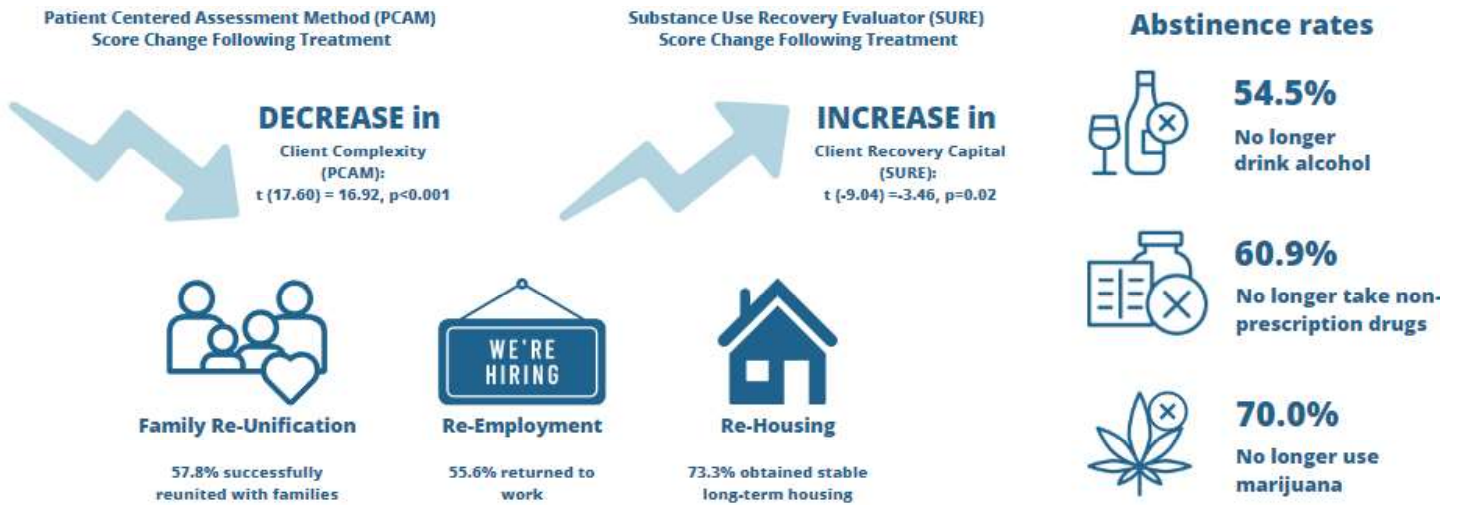 Patient Centered Assessment Method (PCAM)
Score Change Following Treatment
DECREASE in
Client Complexity
(PCAM):
t (17.60) = 16.92, p<0.001
Substance Use Recovery Evaluator (SURE)
Score Change Following Treatment
INCREASE in
Client Recovery Capital
(SURE):
t (-9.04) =-3.46, p=0.02
WE'RE
HIRING
Family Re-Unification
57.8% successfully
reunited with families
Re-Employment
55.6% returned to
work
Re-Housing
73.3% obtained stable
long-term housing
Abstinence rates
54.5%
No longer
drink alcohol
60.9%
No longer take non-
prescription drugs
70.0%
No longer use
marijuana